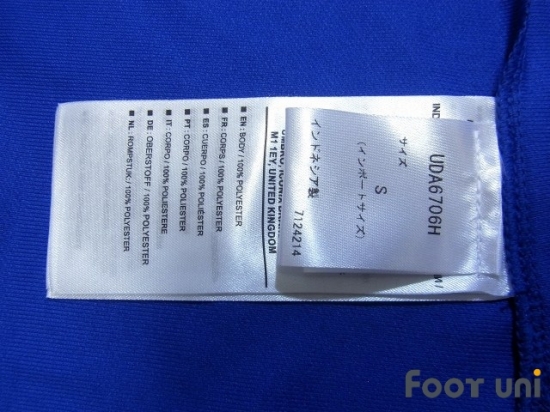 UDA6706H
サイズ
S
(インポートサイズ)
インドネシア製
7124214
IND
M11EY, UNITED KINGDOM
■ EN : BODY / 100% POLYESTER
■ FR : CORPS / 100% POLYESTER
■ ES : CUERPO / 100% POLIÉSTER
■ PT : CORPO / 100% POLIÉSTER
■ IT : CORPO / 100% POLIESTERE
■ DE : OBERSTOFF / 100% POLYESTER
■ NL : ROMPSTUK / 100% POLYESTER
FOOT uni